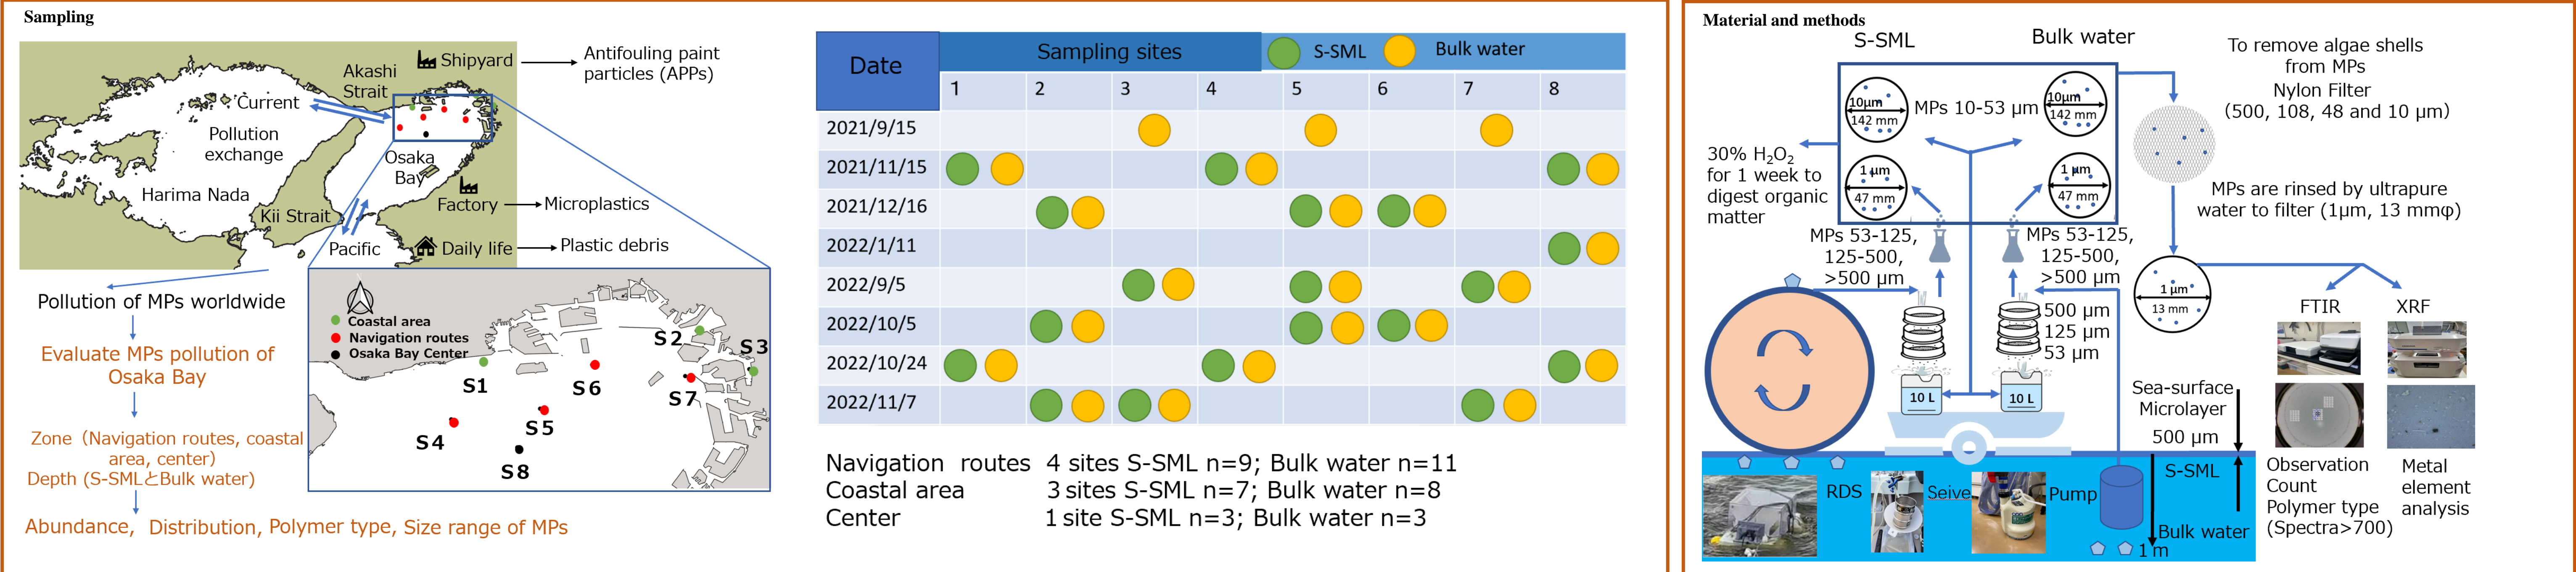 Sampling
Shipyard
Antifouling paint
particles (APPs)
Akashi
Strait
Current
Pollution
exchange
Osaka
Bay
Harima Nada
Factory
Microplastics
Kii Strait
Pacific
Daily life
Plastic debris
Pollution of MPs worldwide
Evaluate MPs pollution of
Osaka Bay
Zone（Navigation routes, coastal
area, center)
Depth (S-SMLとBulk water)
Abundance, Distribution, Polymer type, Size range of MPs
Coastal area
Navigation routes
Osaka Bay Center
S2
S3
S1
S6
S7
S4
S5
S8
Date
Sampling sites
S-SML
Bulk water
1 2 3 4 5 6 7 8
2021/9/15
2021/11/15
2021/12/16
2022/1/11
2022/9/5
2022/10/5
2022/10/24
2022/11/7
Navigation routes 4 sites S-SML n=9; Bulk water n=11
Coastal area 3 sites S-SML n=7; Bulk water n=8
Center 1 site S-SML n=3; Bulk water n=3
Material and methods
S-SML
Bulk water
10μm
142 mm
MPs 10-53 μm
10μm
142 mm
1 μm
47 mm
1 μm
47 mm
30% H₂O₂
for 1 week to
digest organic
matter
To remove algae shells
from MPs
Nylon Filter
(500, 108, 48 and 10 μm)
MPs are rinsed by ultrapure
water to filter (1μm, 13 mmφ)
MPs 53-125,
125-500,
>500 μm
MPs 53-125,
125-500,
>500 μm
500 μm
125 μm
53 μm
1 μm
13 mm
FTIR
XRF
10 L
10 L
Sea-surface
Microlayer
500 μm
S-SML
RDS
Seive
Pump
Bulk water
1 m
Observation
Count
Polymer type
(Spectra>700)
Metal
element
analysis